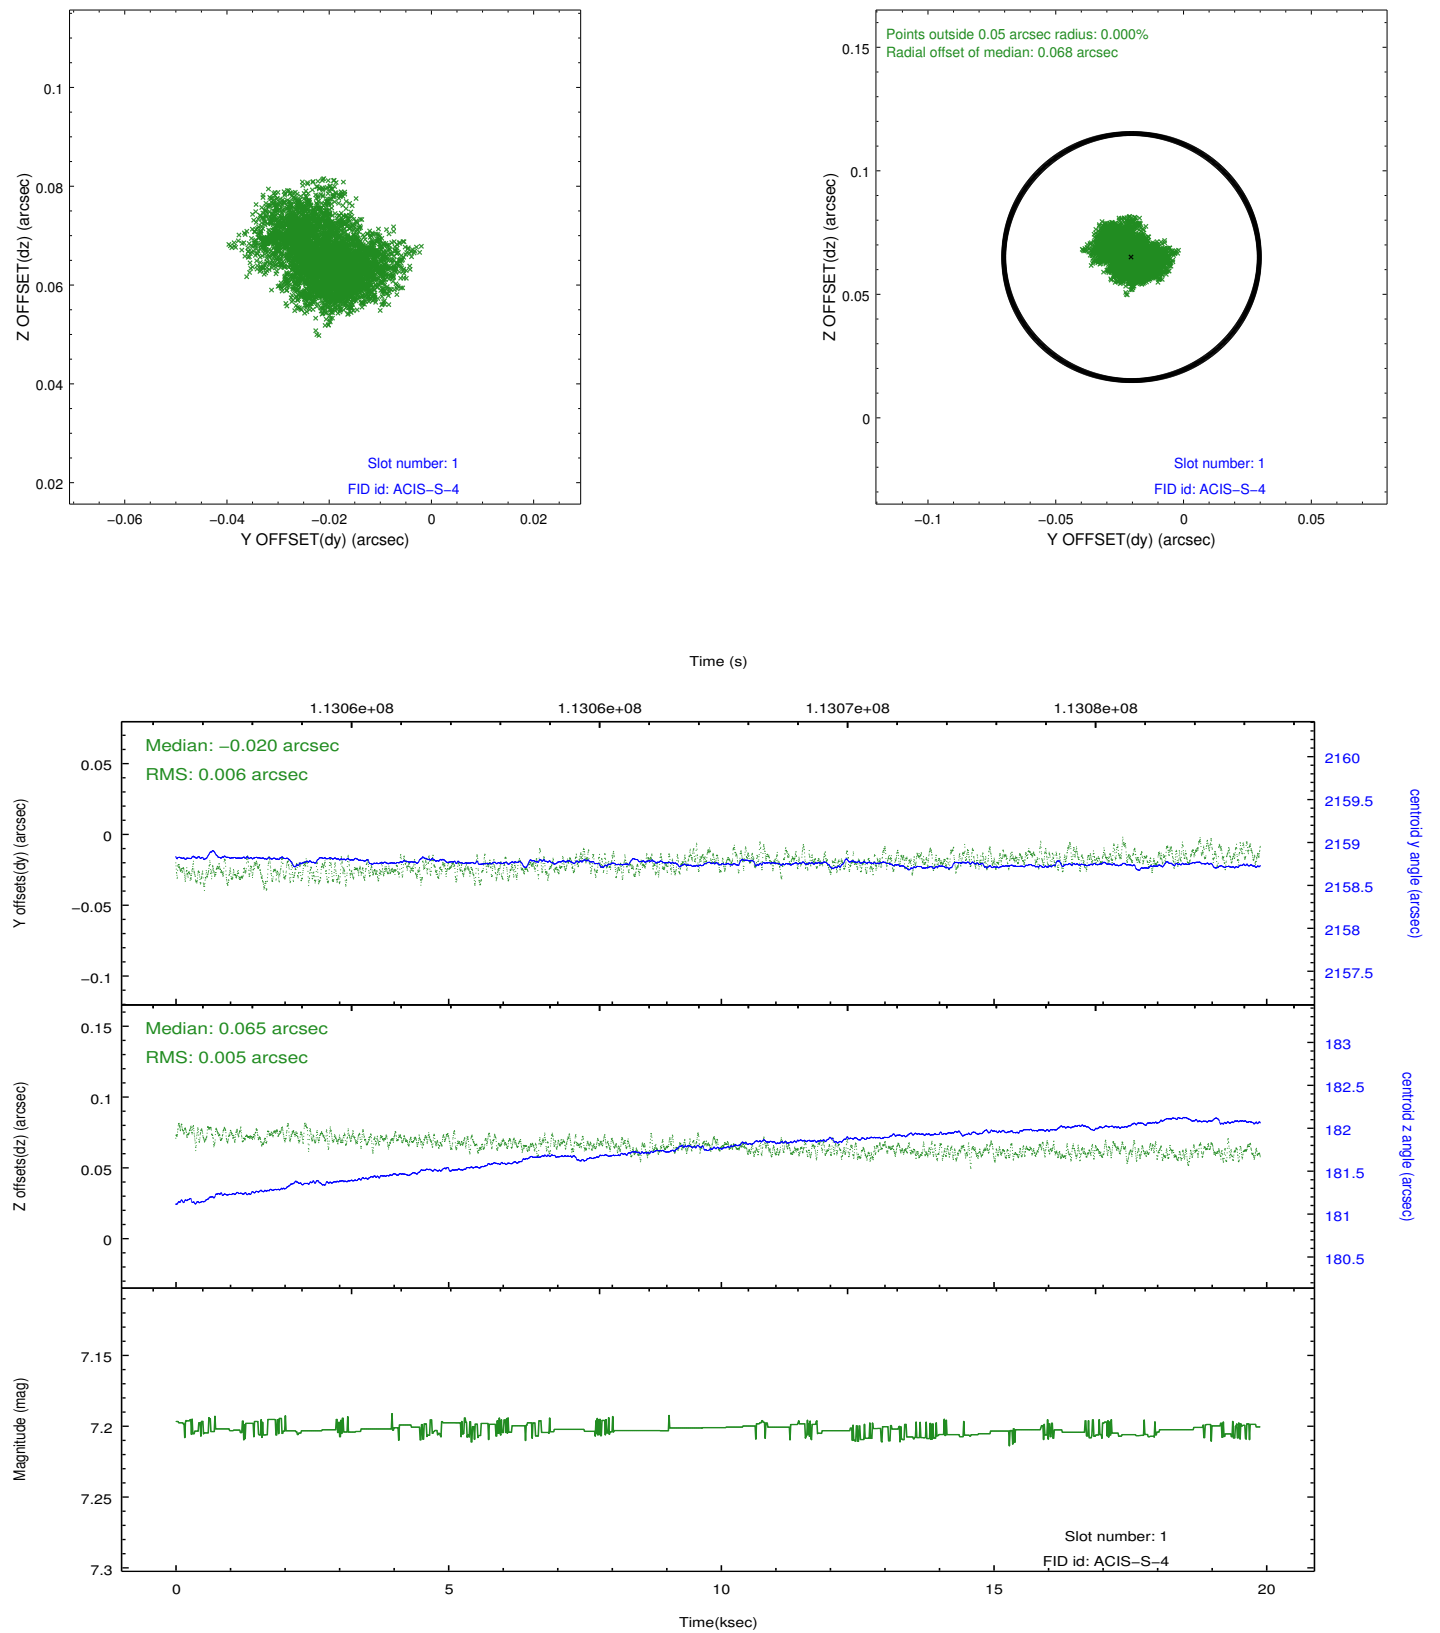 0.1
0.08
0.06
0.04
0.02
Z OFFSET(dz) (arcsec)
Slot number: 1
FID id: ACIS−S−4
−0.06 −0.04 −0.02 0 0.02
Y OFFSET(dy) (arcsec)
Points outside 0.05 arcsec radius: 0.000%
Radial offset of median: 0.068 arcsec
0.15
0.1
0.05
0
Z OFFSET(dz) (arcsec)
Slot number: 1
FID id: ACIS−S−4
−0.1 −0.05 0 0.05
Y OFFSET(dy) (arcsec)
Time (s)
1.1306e+08 1.1306e+08 1.1307e+08 1.1308e+08
Median: −0.020 arcsec
RMS: 0.006 arcsec
0.05
0
−0.05
−0.1
Y offsets(dy) (arcsec)
2160
2159.5
2159
2158.5
2158
2157.5
centroid y angle (arcsec)
Median: 0.065 arcsec
RMS: 0.005 arcsec
0.15
0.1
0.05
0
Z offsets(dz) (arcsec)
183
182.5
182
181.5
181
180.5
centroid z angle (arcsec)
7.15
7.2
7.25
7.3
Magnitude (mag)
Slot number: 1
FID id: ACIS−S−4
0 5 10 15 20
Time(ksec)